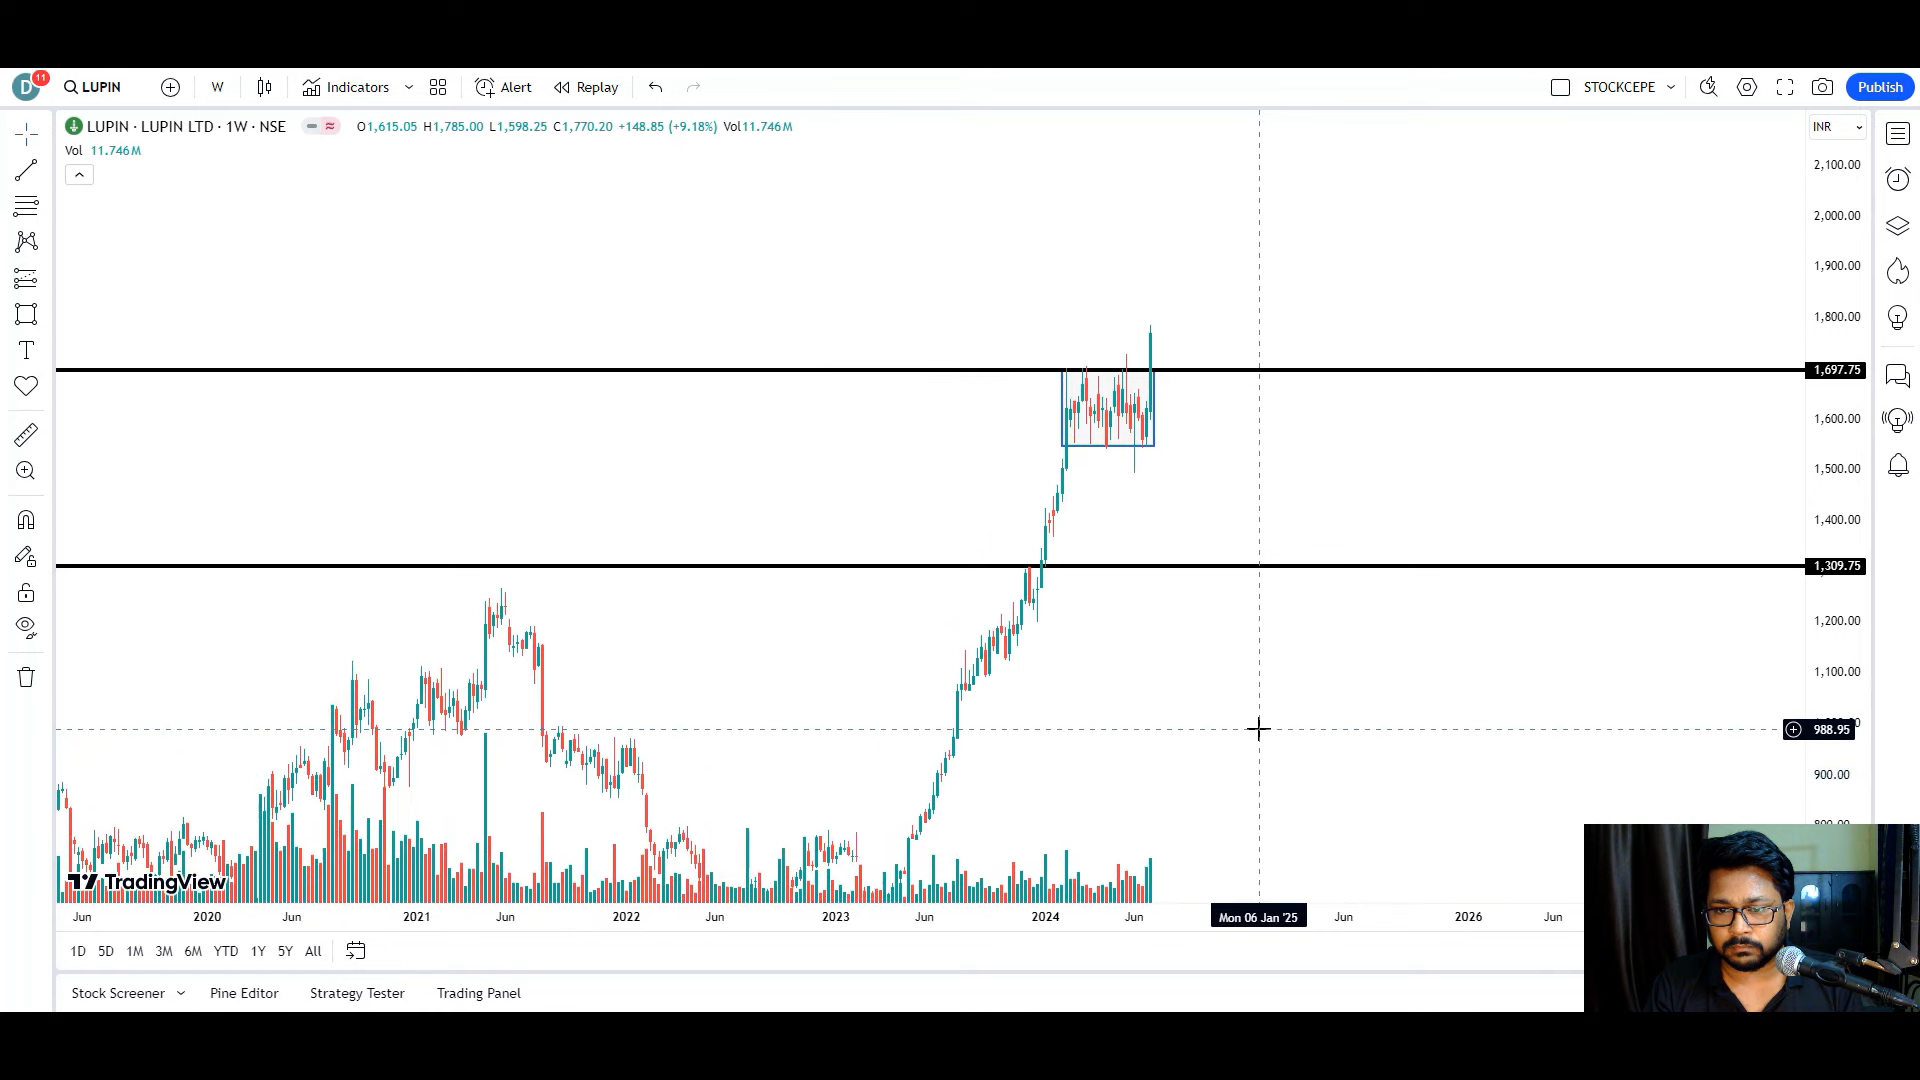 D 11 LUPIN W Indicators Alert Replay STOCKCEPE Publish
LUPIN · LUPIN LTD · 1W · NSE O1,615.05 H1,785.00 L1,598.25 C1,770.20 +148.85 (+9.18%) Vol11.746M INR
Vol 11.746M
2,100.00
2,000.00
1,900.00
1,800.00
1,697.75
1,600.00
1,500.00
1,400.00
1,309.75
1,200.00
1,100.00
988.95
900.00
TradingView
Jun 2020 Jun 2021 Jun 2022 Jun 2023 Jun 2024 Jun Mon 06 Jan '25 Jun 2026 Jun
1D 5D 1M 3M 6M YTD 1Y 5Y All
Stock Screener Pine Editor Strategy Tester Trading Panel